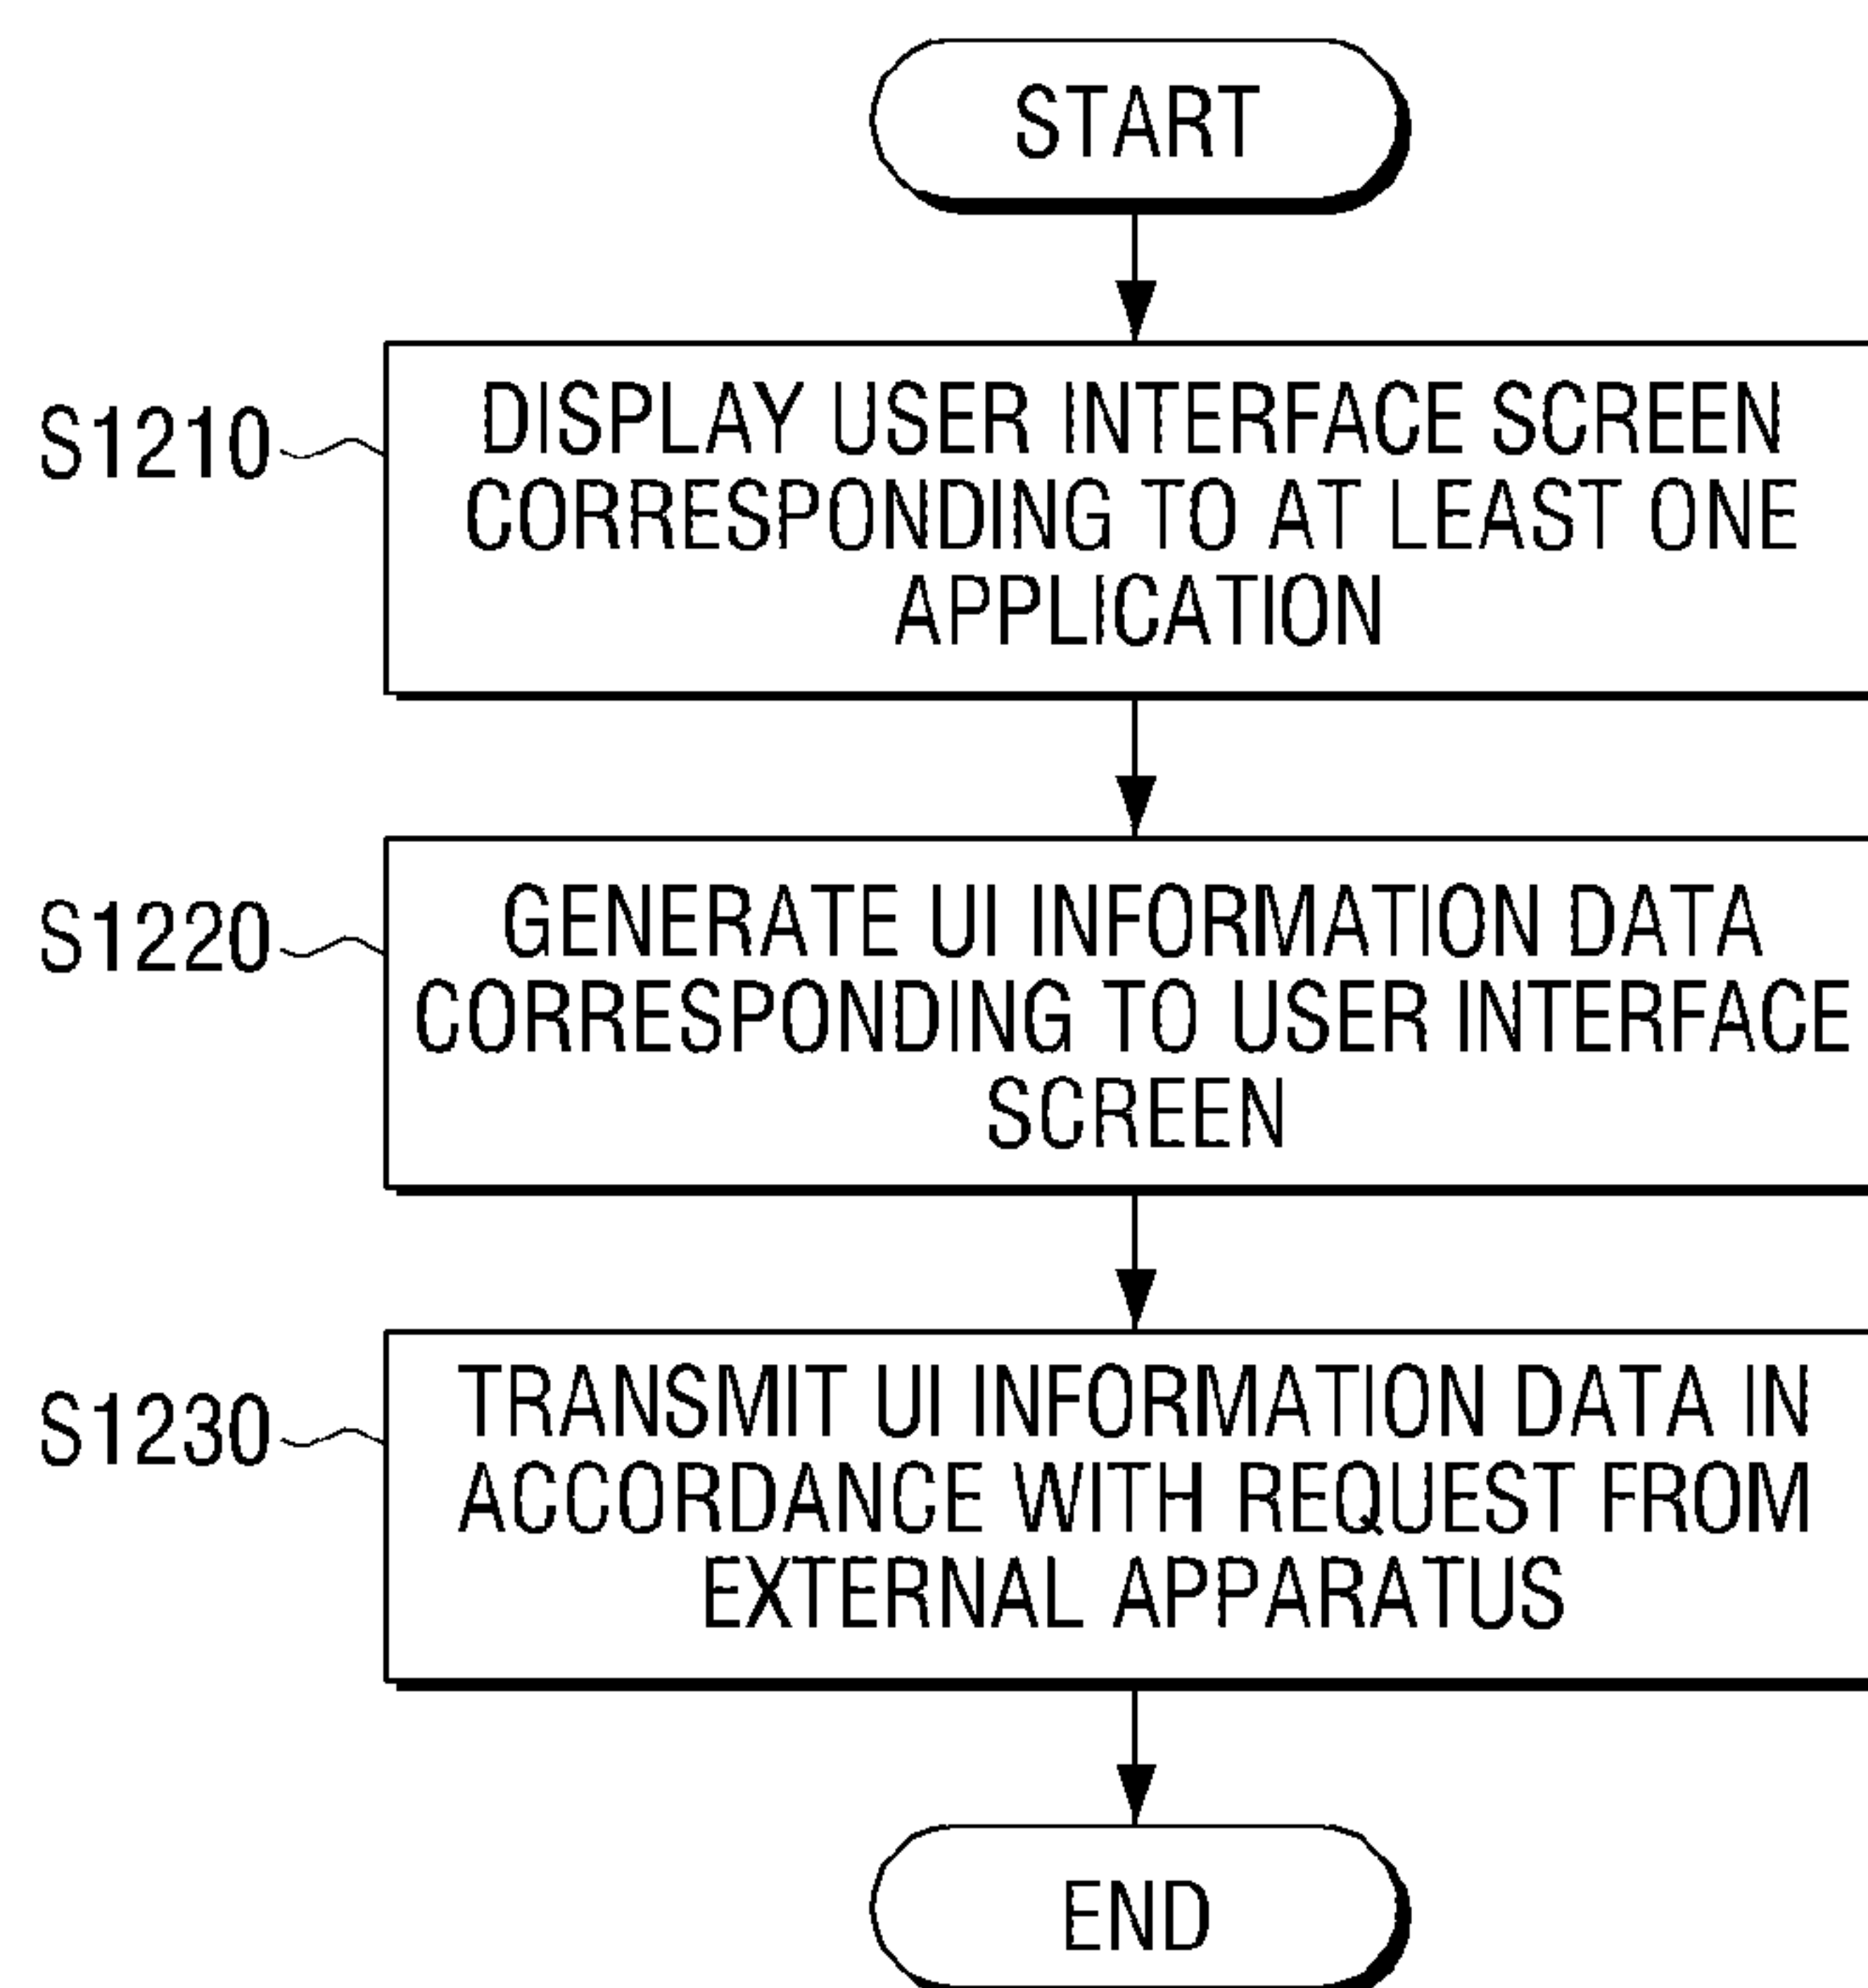 START
S1210
DISPLAY USER INTERFACE SCREEN
CORRESPONDING TO AT LEAST ONE
APPLICATION
S1220
GENERATE UI INFORMATION DATA
CORRESPONDING TO USER INTERFACE
SCREEN
S1230
TRANSMIT UI INFORMATION DATA IN
ACCORDANCE WITH REQUEST FROM
EXTERNAL APPARATUS
END